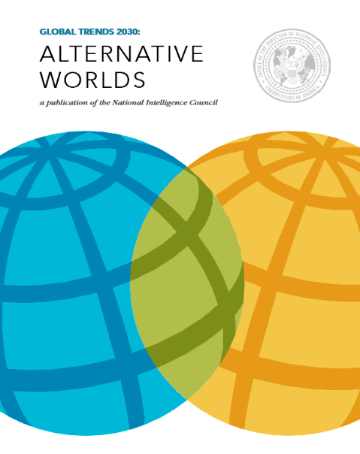 GLOBAL TRENDS 2030:
ALTERNATIVE
WORLDS
a publication of the National Intelligence Council